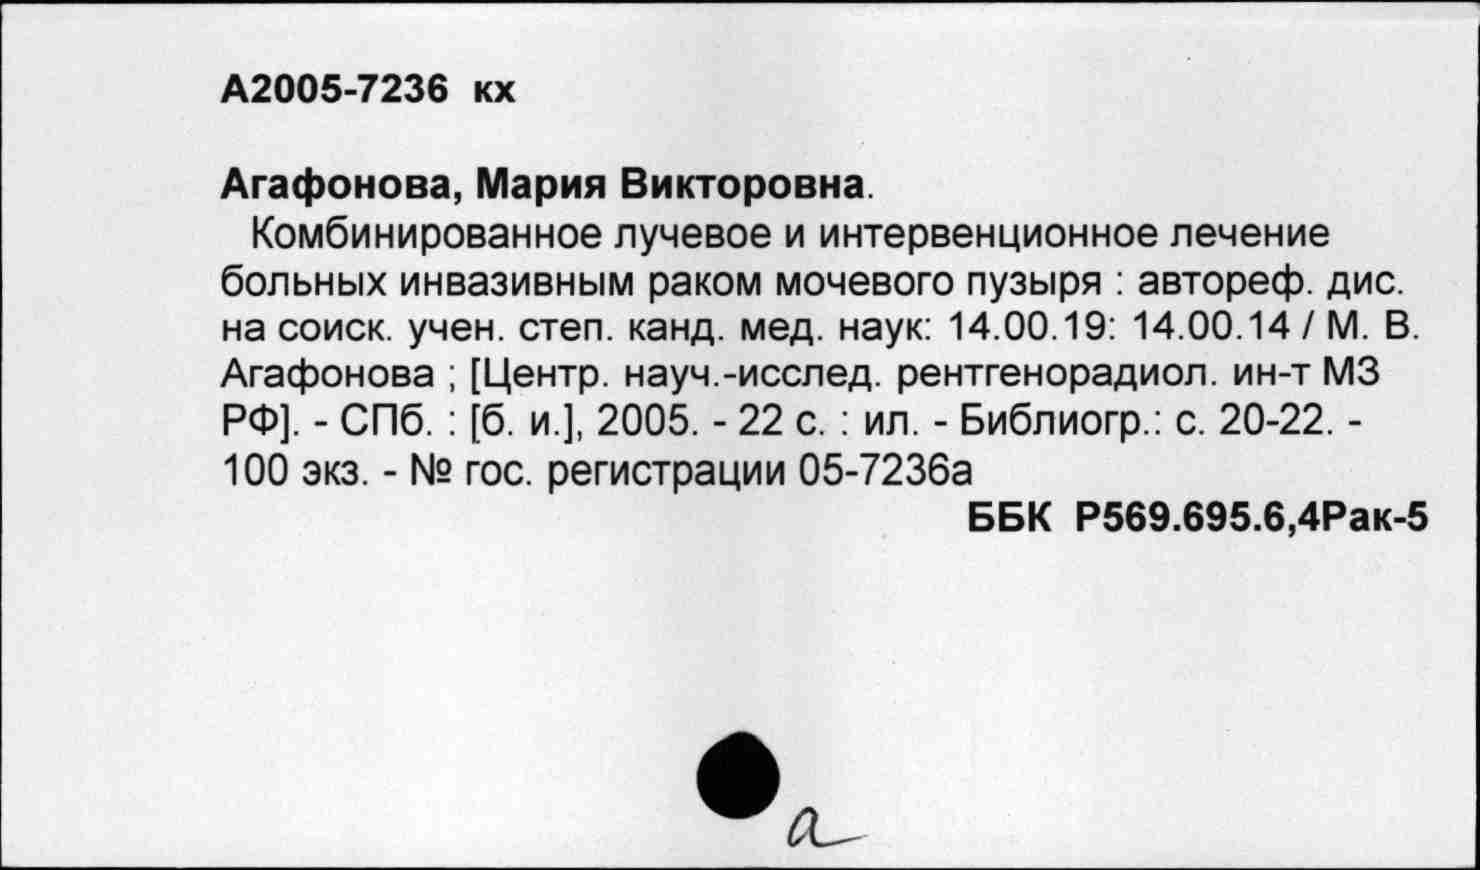 А2005-7236 кх
Агафонова, Мария Викторовна.
Комбинированное лучевое и интервенционное лечение
больных инвазивным раком мочевого пузыря : автореф. дис.
на соиск. учен. степ. канд. мед. наук: 14.00.19: 14.00.14 / М. В.
Агафонова ; [Центр. науч.-исслед. рентгенорадиол. ин-т МЗ
РФ]. - СПб. : [б. и.], 2005. - 22 с. : ил. - Библиогр.: с. 20-22. -
100 экз. - № гос. регистрации 05-7236а
ББК Р569.695.6,4Рак-5
а